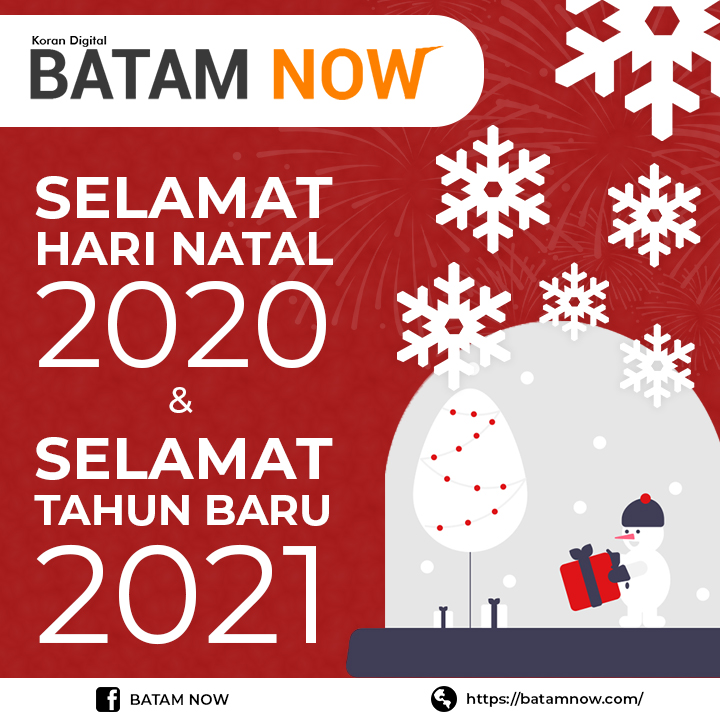 Koran Digital
BATAM NOW
SELAMAT
HARI NATAL
2020
&
SELAMAT
TAHUN BARU
2021
BATAM NOW
https://batamnow.com/